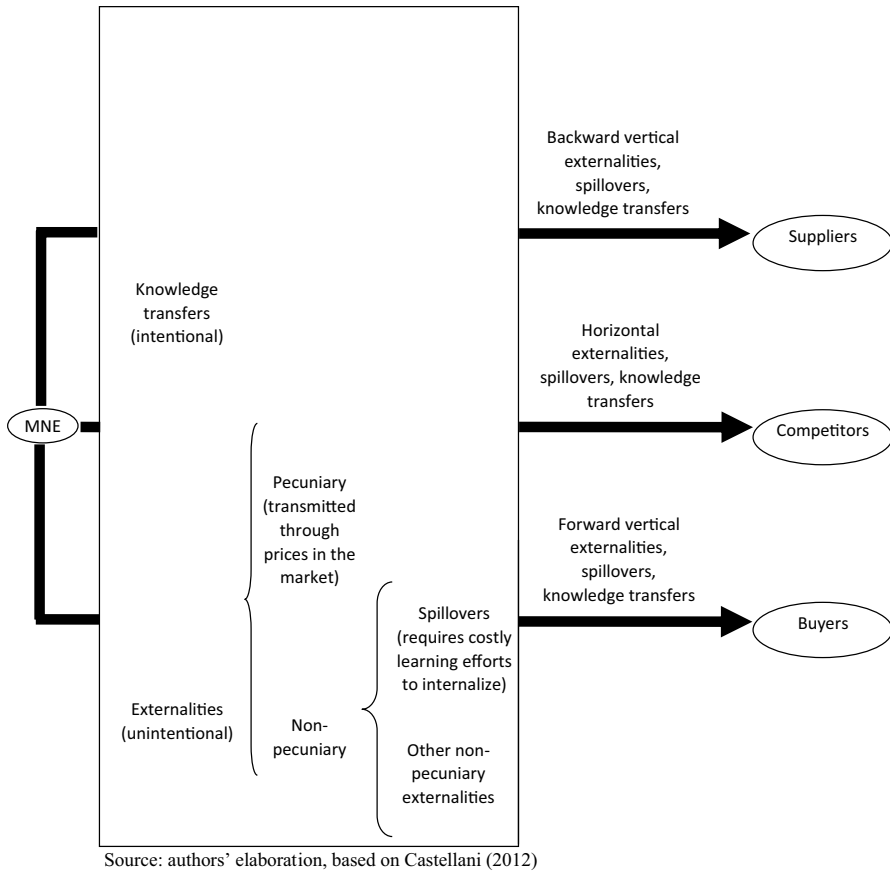 MNE
Knowledge
transfers
(intentional)
Externalities
(unintentional)
Pecuniary
(transmitted
through
prices in the
market)
Non-
pecuniary
Spillovers
(requires costly
learning efforts
to internalize)
Other non-
pecuniary
externalities
Backward vertical
externalities,
spillovers,
knowledge transfers
Suppliers
Horizontal
externalities,
spillovers, knowledge
transfers
Competitors
Forward vertical
externalities,
spillovers,
knowledge transfers
Buyers
Source: authors’ elaboration, based on Castellani (2012)